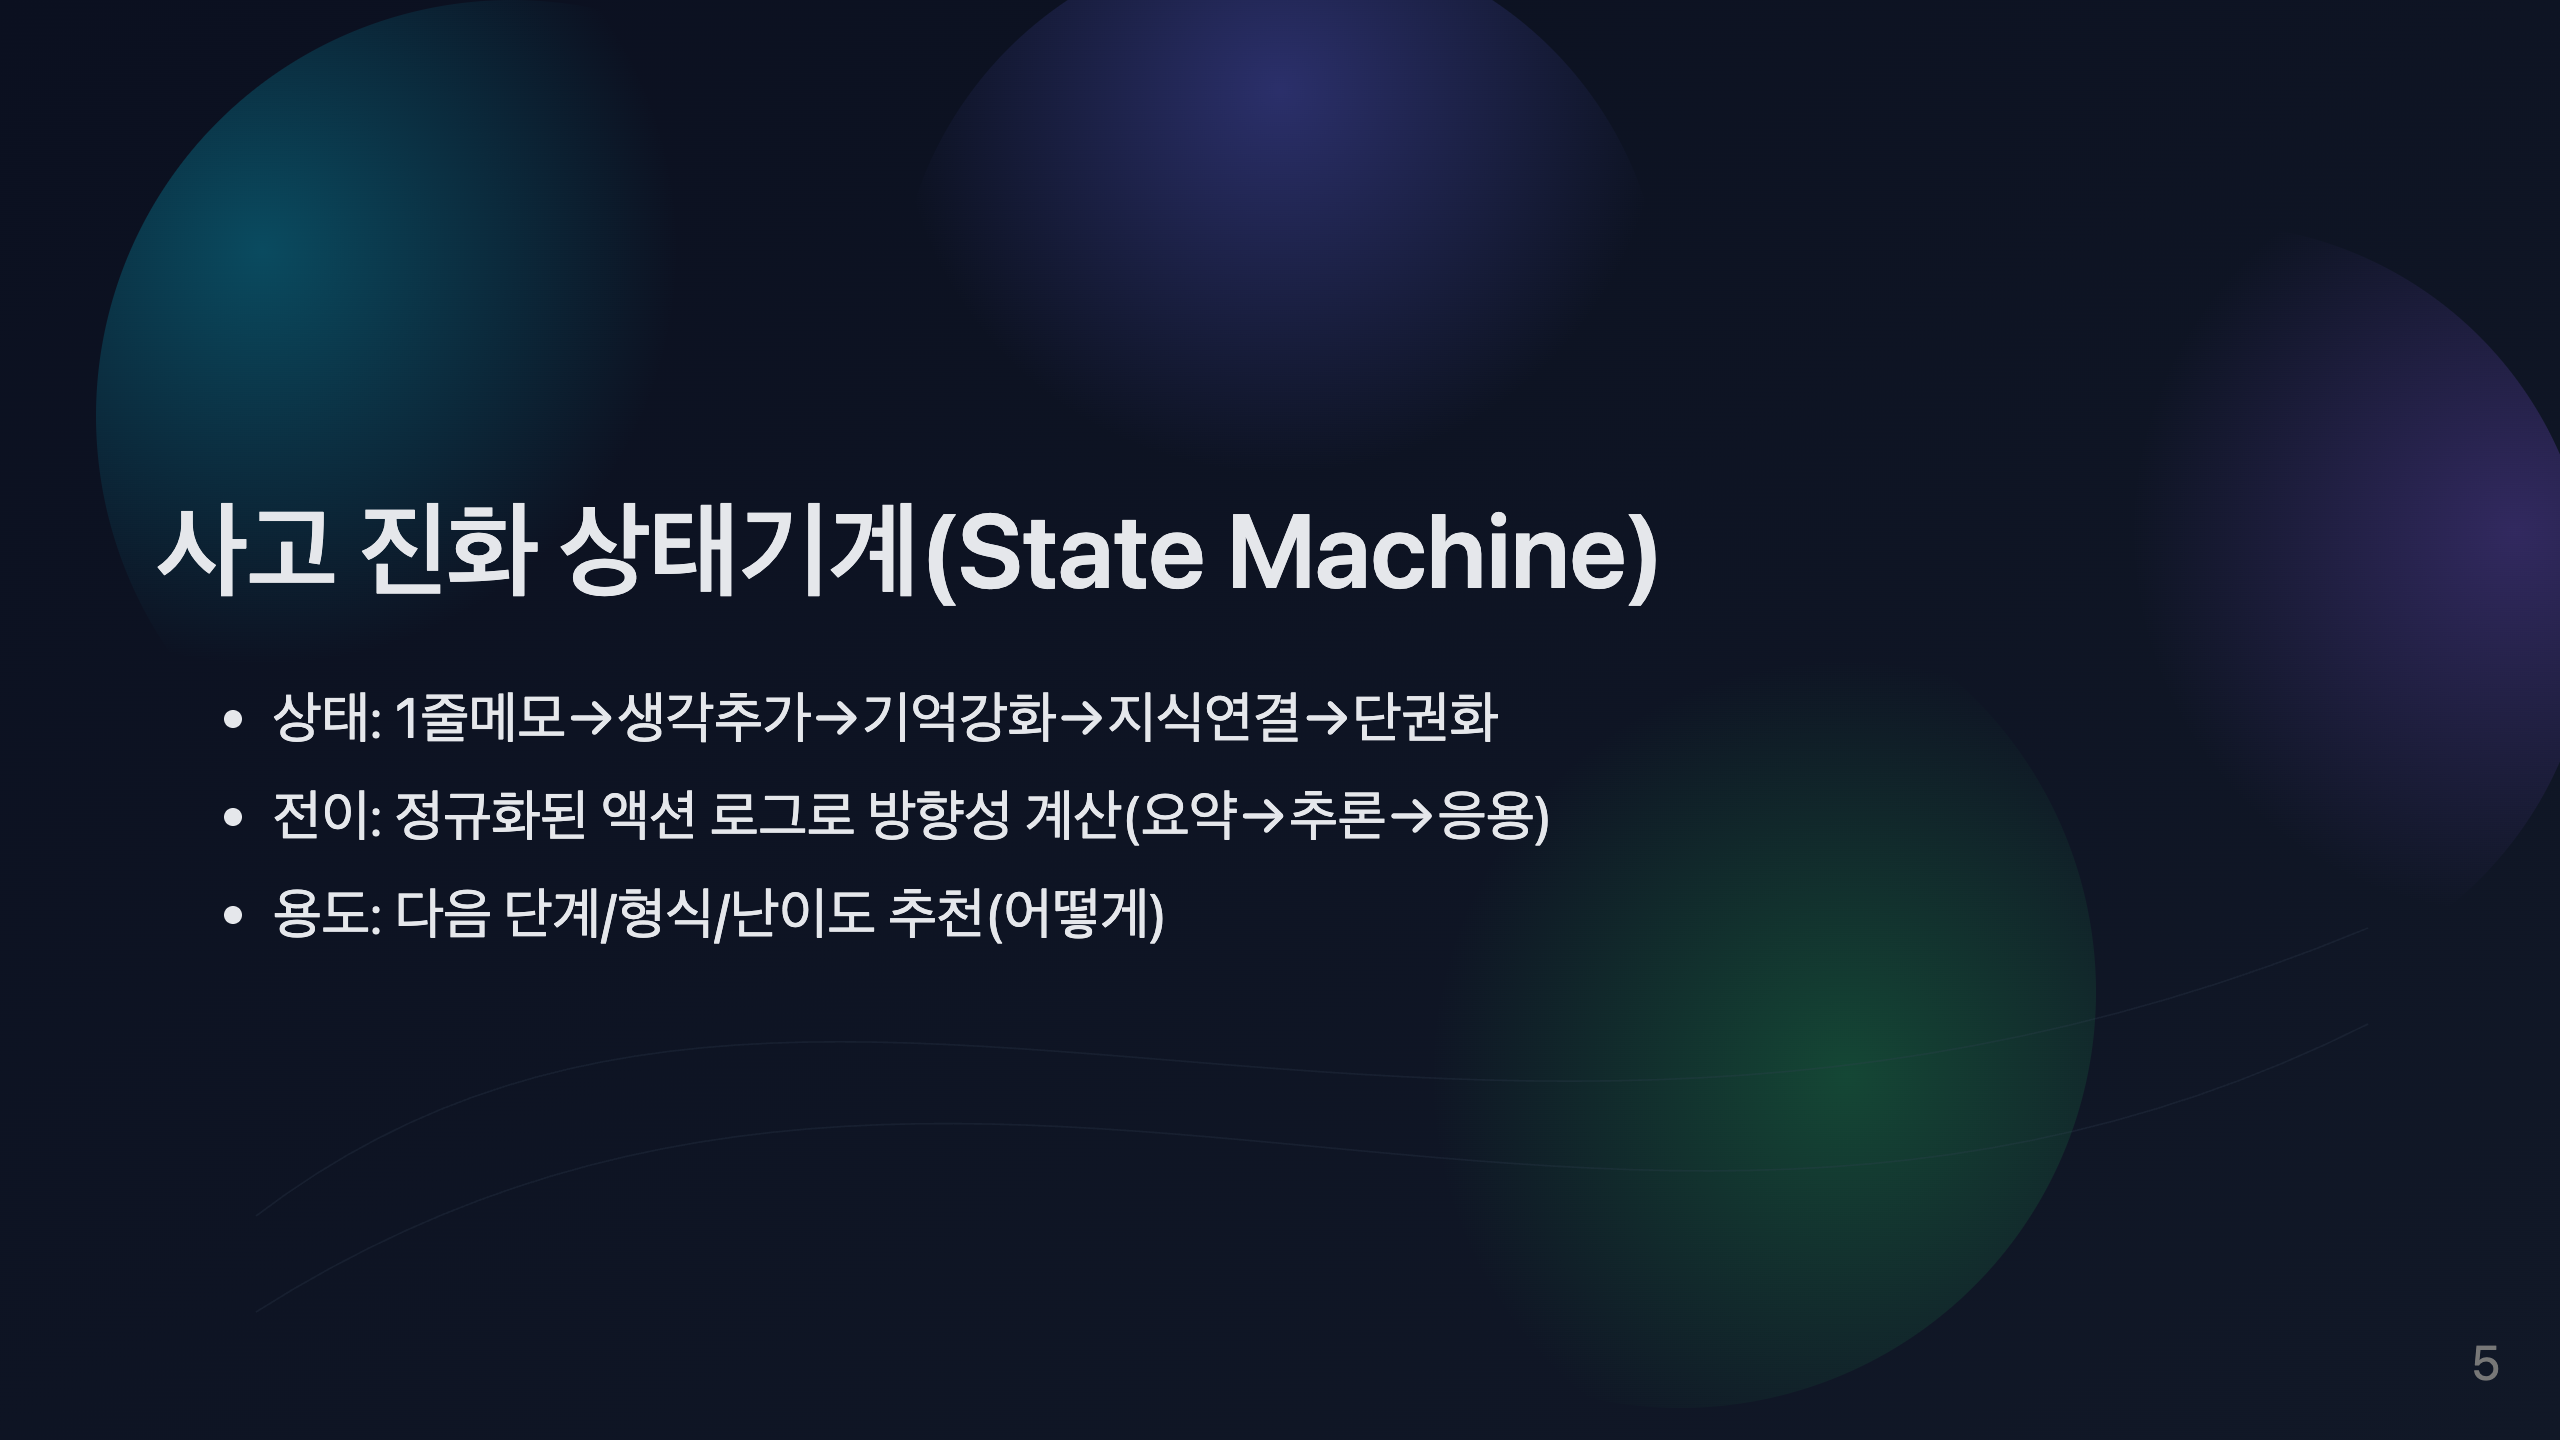 사고 진화 상태기계(State Machine)
• 상태: 1줄메모→생각추가→기억강화→지식연결→단권화
• 전이: 정규화된 액션 로그로 방향성 계산(요약→추론→응용)
• 용도: 다음 단계/형식/난이도 추천(어떻게)
5